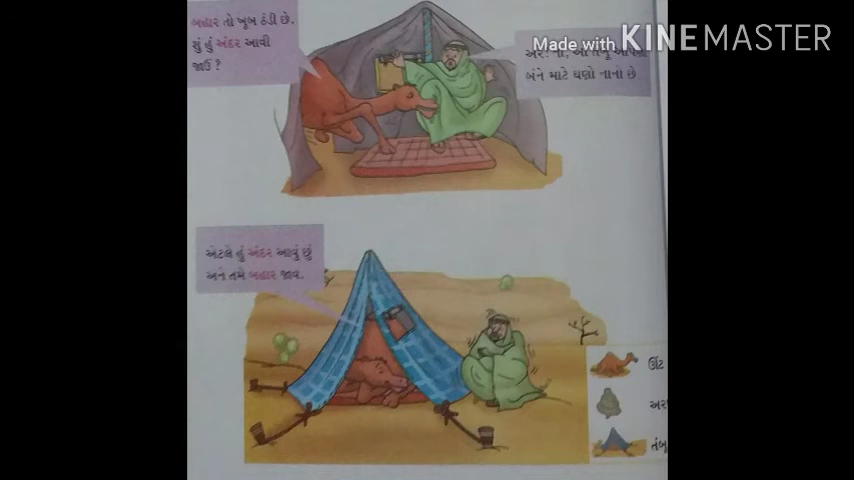 બહાર તો ખૂબ ઠંડી છે.
શું હું અંદર આવી
જાઉં ?
Made with KINEMASTER
બંને માટે ઘણો નાનો છે
એટલે હું અંદર આવું છું
અને તમે બહાર જાવ.
ઊંટ